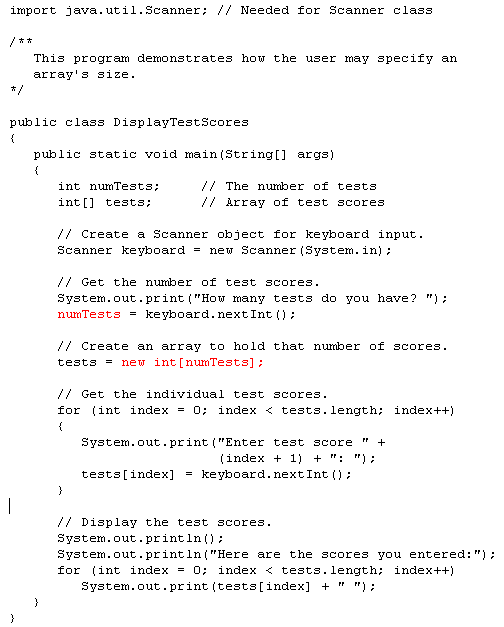 import java.util.Scanner; // Needed for Scanner class
/**
This program demonstrates how the user may specify an
array's size.
*/
public class DisplayTestScores
{
public static void main(String[] args)
{
int numTests; // The number of tests
int[] tests; // Array of test scores
// Create a Scanner object for keyboard input.
Scanner keyboard = new Scanner(System.in);
// Get the number of test scores.
System.out.print("How many tests do you have? ");
numTests = keyboard.nextInt();
// Create an array to hold that number of scores.
tests = new int[numTests];
// Get the individual test scores.
for (int index = 0; index < tests.length; index++)
{
System.out.print("Enter test score " +
(index + 1) + ": ");
tests[index] = keyboard.nextInt();
}
// Display the test scores.
System.out.println();
System.out.println("Here are the scores you entered:");
for (int index = 0; index < tests.length; index++)
System.out.print(tests[index] + " ");
}
}